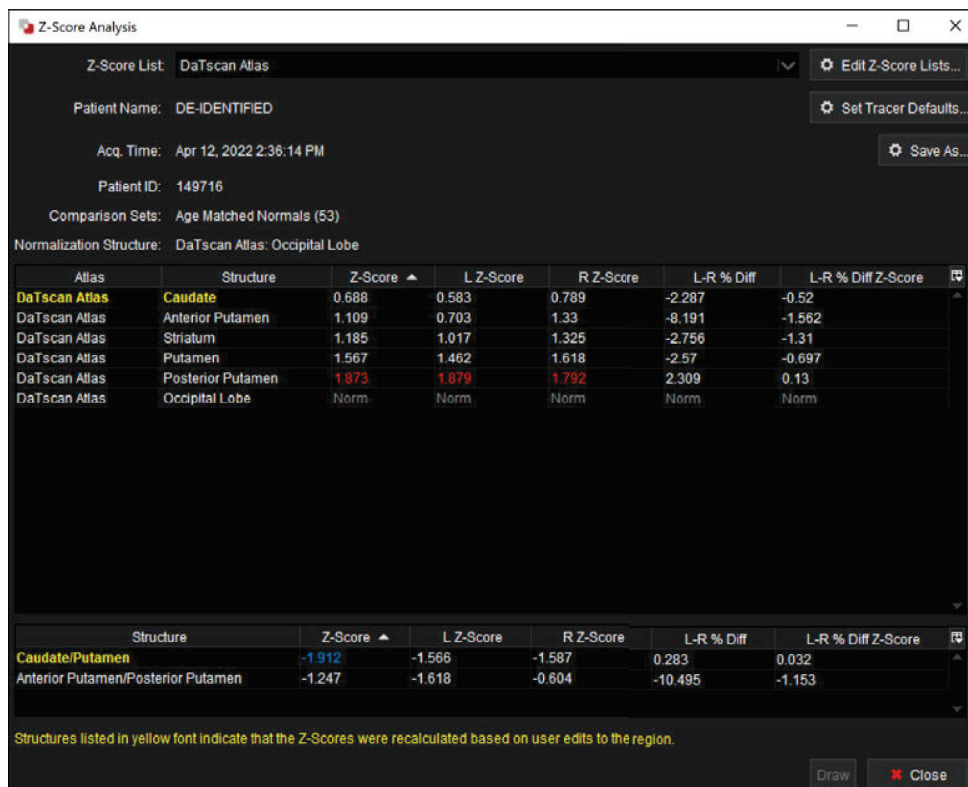 Z-Score Analysis
Z-Score List: DaTscan Atlas
Edit Z-Score Lists...
Patient Name: DE-IDENTIFIED
Set Tracer Defaults...
Acq. Time: Apr 12, 2022 2:36:14 PM
Save As...
Patient ID: 149716
Comparison Sets: Age Matched Normals (53)
Normalization Structure: DaTscan Atlas: Occipital Lobe
Atlas Structure Z-Score L Z-Score R Z-Score L-R % Diff L-R % Diff Z-Score
DaTscan Atlas Caudate 0.688 0.583 0.789 -2.287 -0.52
DaTscan Atlas Anterior Putamen 1.109 0.703 1.33 -8.191 -1.562
DaTscan Atlas Striatum 1.185 1.017 1.325 -2.756 -1.31
DaTscan Atlas Putamen 1.567 1.462 1.618 -2.57 -0.697
DaTscan Atlas Posterior Putamen 1.873 1.879 1.792 2.309 0.13
DaTscan Atlas Occipital Lobe Norm Norm Norm Norm Norm
Structure Z-Score L Z-Score R Z-Score L-R % Diff L-R % Diff Z-Score
Caudate/Putamen -1.912 -1.566 -1.587 0.283 0.032
Anterior Putamen/Posterior Putamen -1.247 -1.618 -0.604 -10.495 -1.153
Structures listed in yellow font indicate that the Z-Scores were recalculated based on user edits to the region.
Draw Close